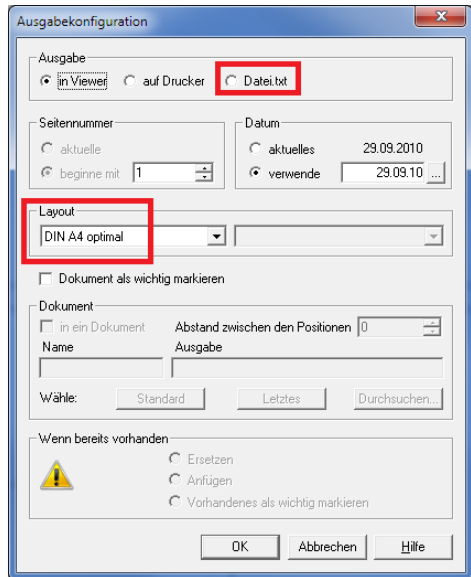 Ausgabekonfiguration
Ausgabe
in Viewer auf Drucker Datei.txt
Seitennummer Datum
aktuelle aktuelles 29.09.2010
beginne mit 1 verwende 29.09.10 ...
Layout
DIN A4 optimal
Dokument als wichtig markieren
Dokument
in ein Dokument Abstand zwischen den Positionen 0
Name Ausgabe
Wähle: Standard Letztes Durchsuchen...
Wenn bereits vorhanden
Ersetzen
Anfügen
Vorhandenes als wichtig markieren
OK Abbrechen Hilfe